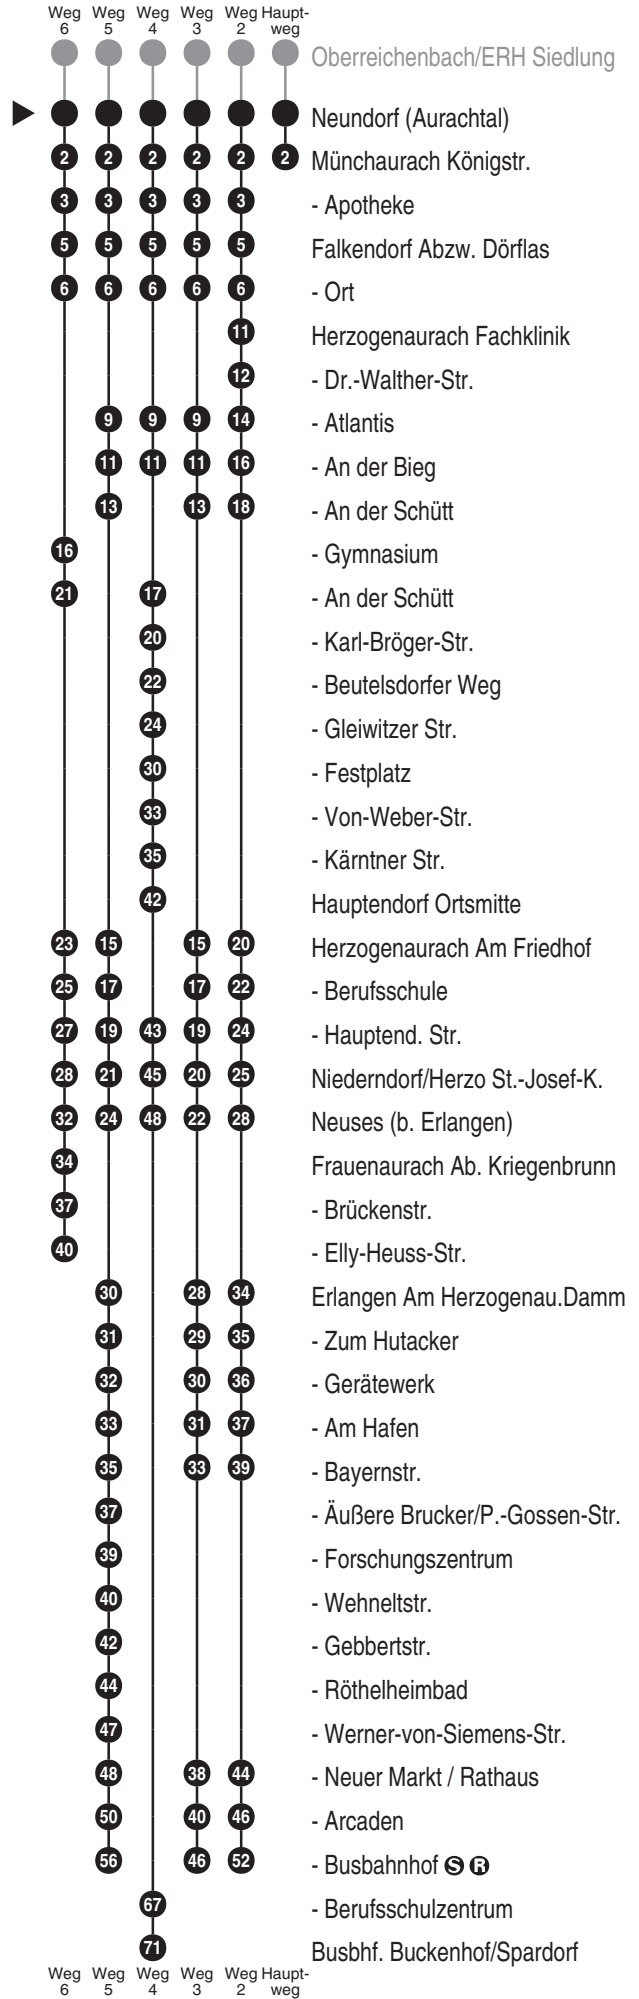 Weg Weg Weg Weg Weg Haupt-
6 5 4 3 2 weg
Oberreichenbach/ERH Siedlung
Neundorf (Aurachtal)
2 2 2 2 2 2 Münchaurach Königstr.
3 3 3 3 3 - Apotheke
5 5 5 5 5 Falkendorf Abzw. Dörflas
6 6 6 6 6 - Ort
11 Herzogenaurach Fachklinik
12 - Dr.-Walther-Str.
9 9 9 14 - Atlantis
11 11 11 16 - An der Bieg
13 13 18 - An der Schütt
16 - Gymnasium
21 17 - An der Schütt
20 - Karl-Bröger-Str.
22 - Beutelsdorfer Weg
24 - Gleiwitzer Str.
30 - Festplatz
33 - Von-Weber-Str.
35 - Kärntner Str.
42 Hauptendorf Ortsmitte
23 15 15 20 Herzogenaurach Am Friedhof
25 17 17 22 - Berufsschule
27 19 43 19 24 - Hauptend. Str.
28 21 45 20 25 Niederndorf/Herzo St.-Josef-K.
32 24 48 22 28 Neuses (b. Erlangen)
34 Frauenaurach Ab. Kriegenbrunn
37 - Brückenstr.
40 - Elly-Heuss-Str.
30 28 34 Erlangen Am Herzogenau.Damm
31 29 35 - Zum Hutacker
32 30 36 - Gerätewerk
33 31 37 - Am Hafen
35 33 39 - Bayernstr.
37 - Äußere Brucker/P.-Gossen-Str.
39 - Forschungszentrum
40 - Wehneltstr.
42 - Gebbertstr.
44 - Röthelheimbad
47 - Werner-von-Siemens-Str.
48 38 44 - Neuer Markt / Rathaus
50 40 46 - Arcaden
56 46 52 - Busbahnhof S R
67 - Berufsschulzentrum
71 Busbhf. Buckenhof/Spardorf
Weg Weg Weg Weg Weg Haupt-
6 5 4 3 2 weg